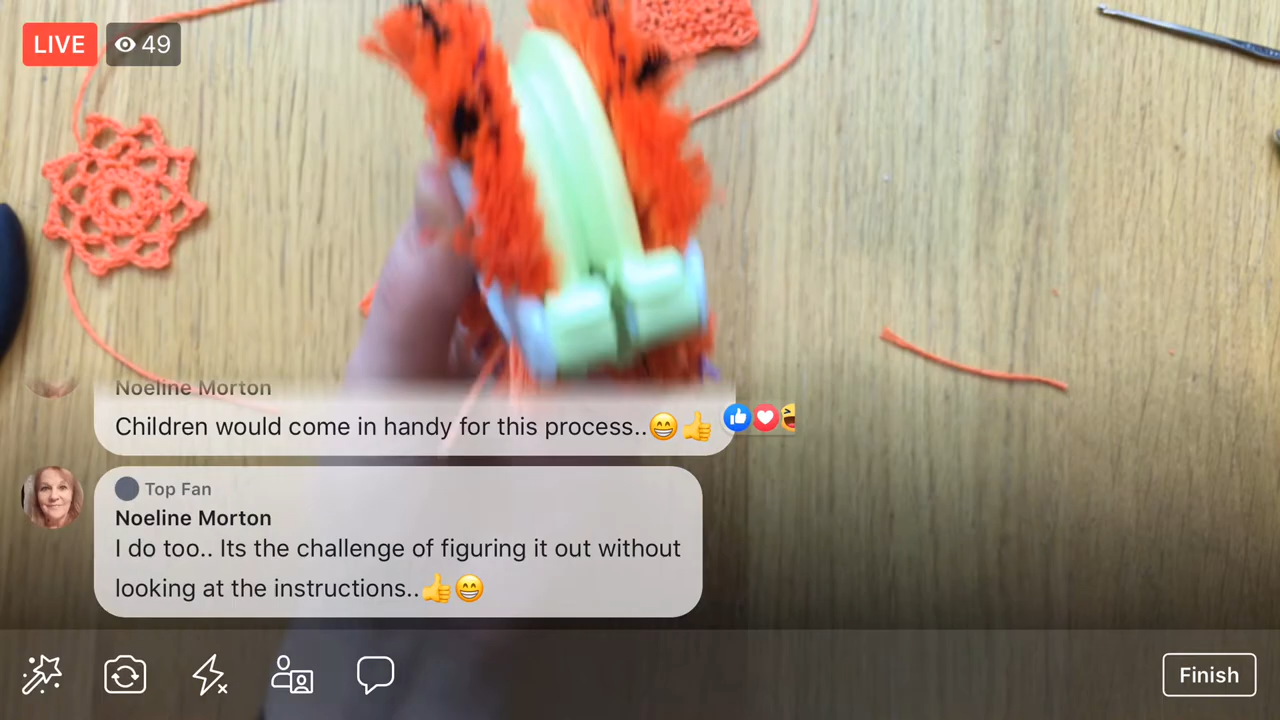 LIVE
49
Noeline Morton
Children would come in handy for this process..😁👍
Top Fan
Noeline Morton
I do too.. Its the challenge of figuring it out without
looking at the instructions..👍😁
Finish